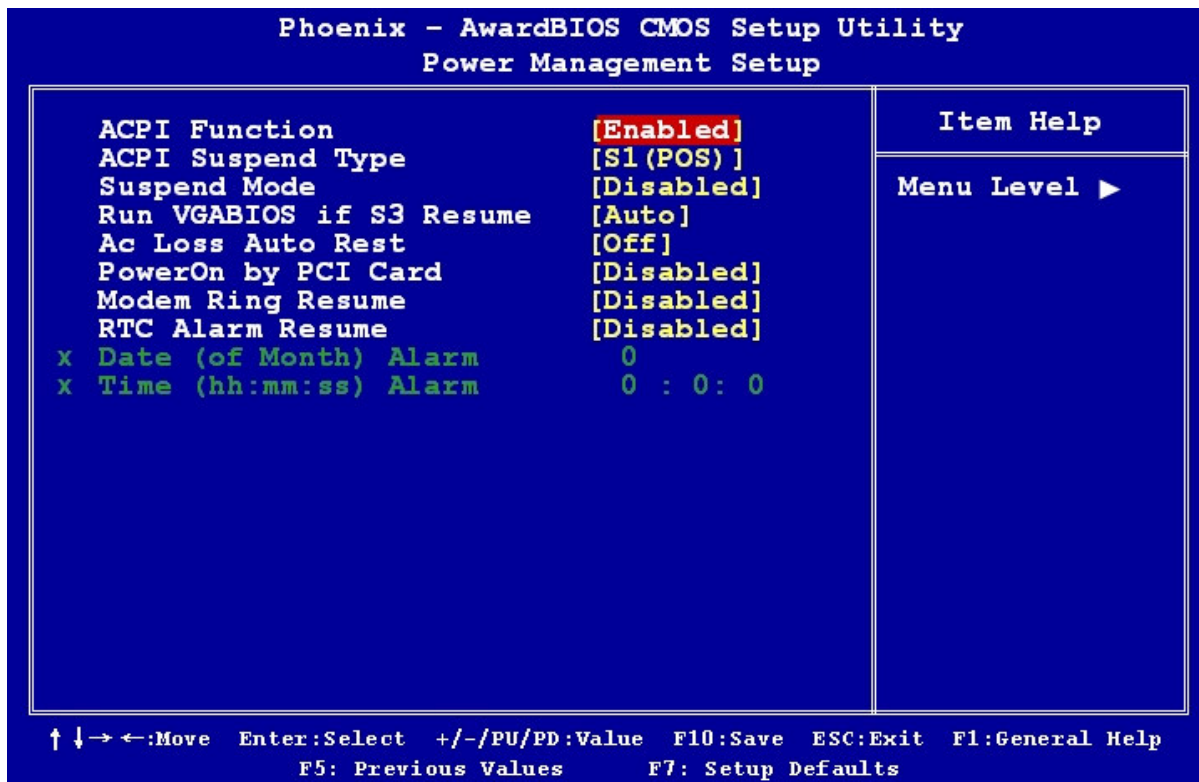 Phoenix – AwardBIOS CMOS Setup Utility
Power Management Setup
ACPI Function [Enabled]
ACPI Suspend Type [S1(POS)]
Suspend Mode [Disabled]
Run VGABIOS if S3 Resume [Auto]
Ac Loss Auto Rest [Off]
PowerOn by PCI Card [Disabled]
Modem Ring Resume [Disabled]
RTC Alarm Resume [Disabled]
x Date (of Month) Alarm 0
x Time (hh:mm:ss) Alarm 0 : 0: 0
Item Help
Menu Level ▶
↑ ↓→ ←:Move Enter:Select +/-/PU/PD:Value F10:Save ESC:Exit F1:General Help
F5: Previous Values F7: Setup Defaults